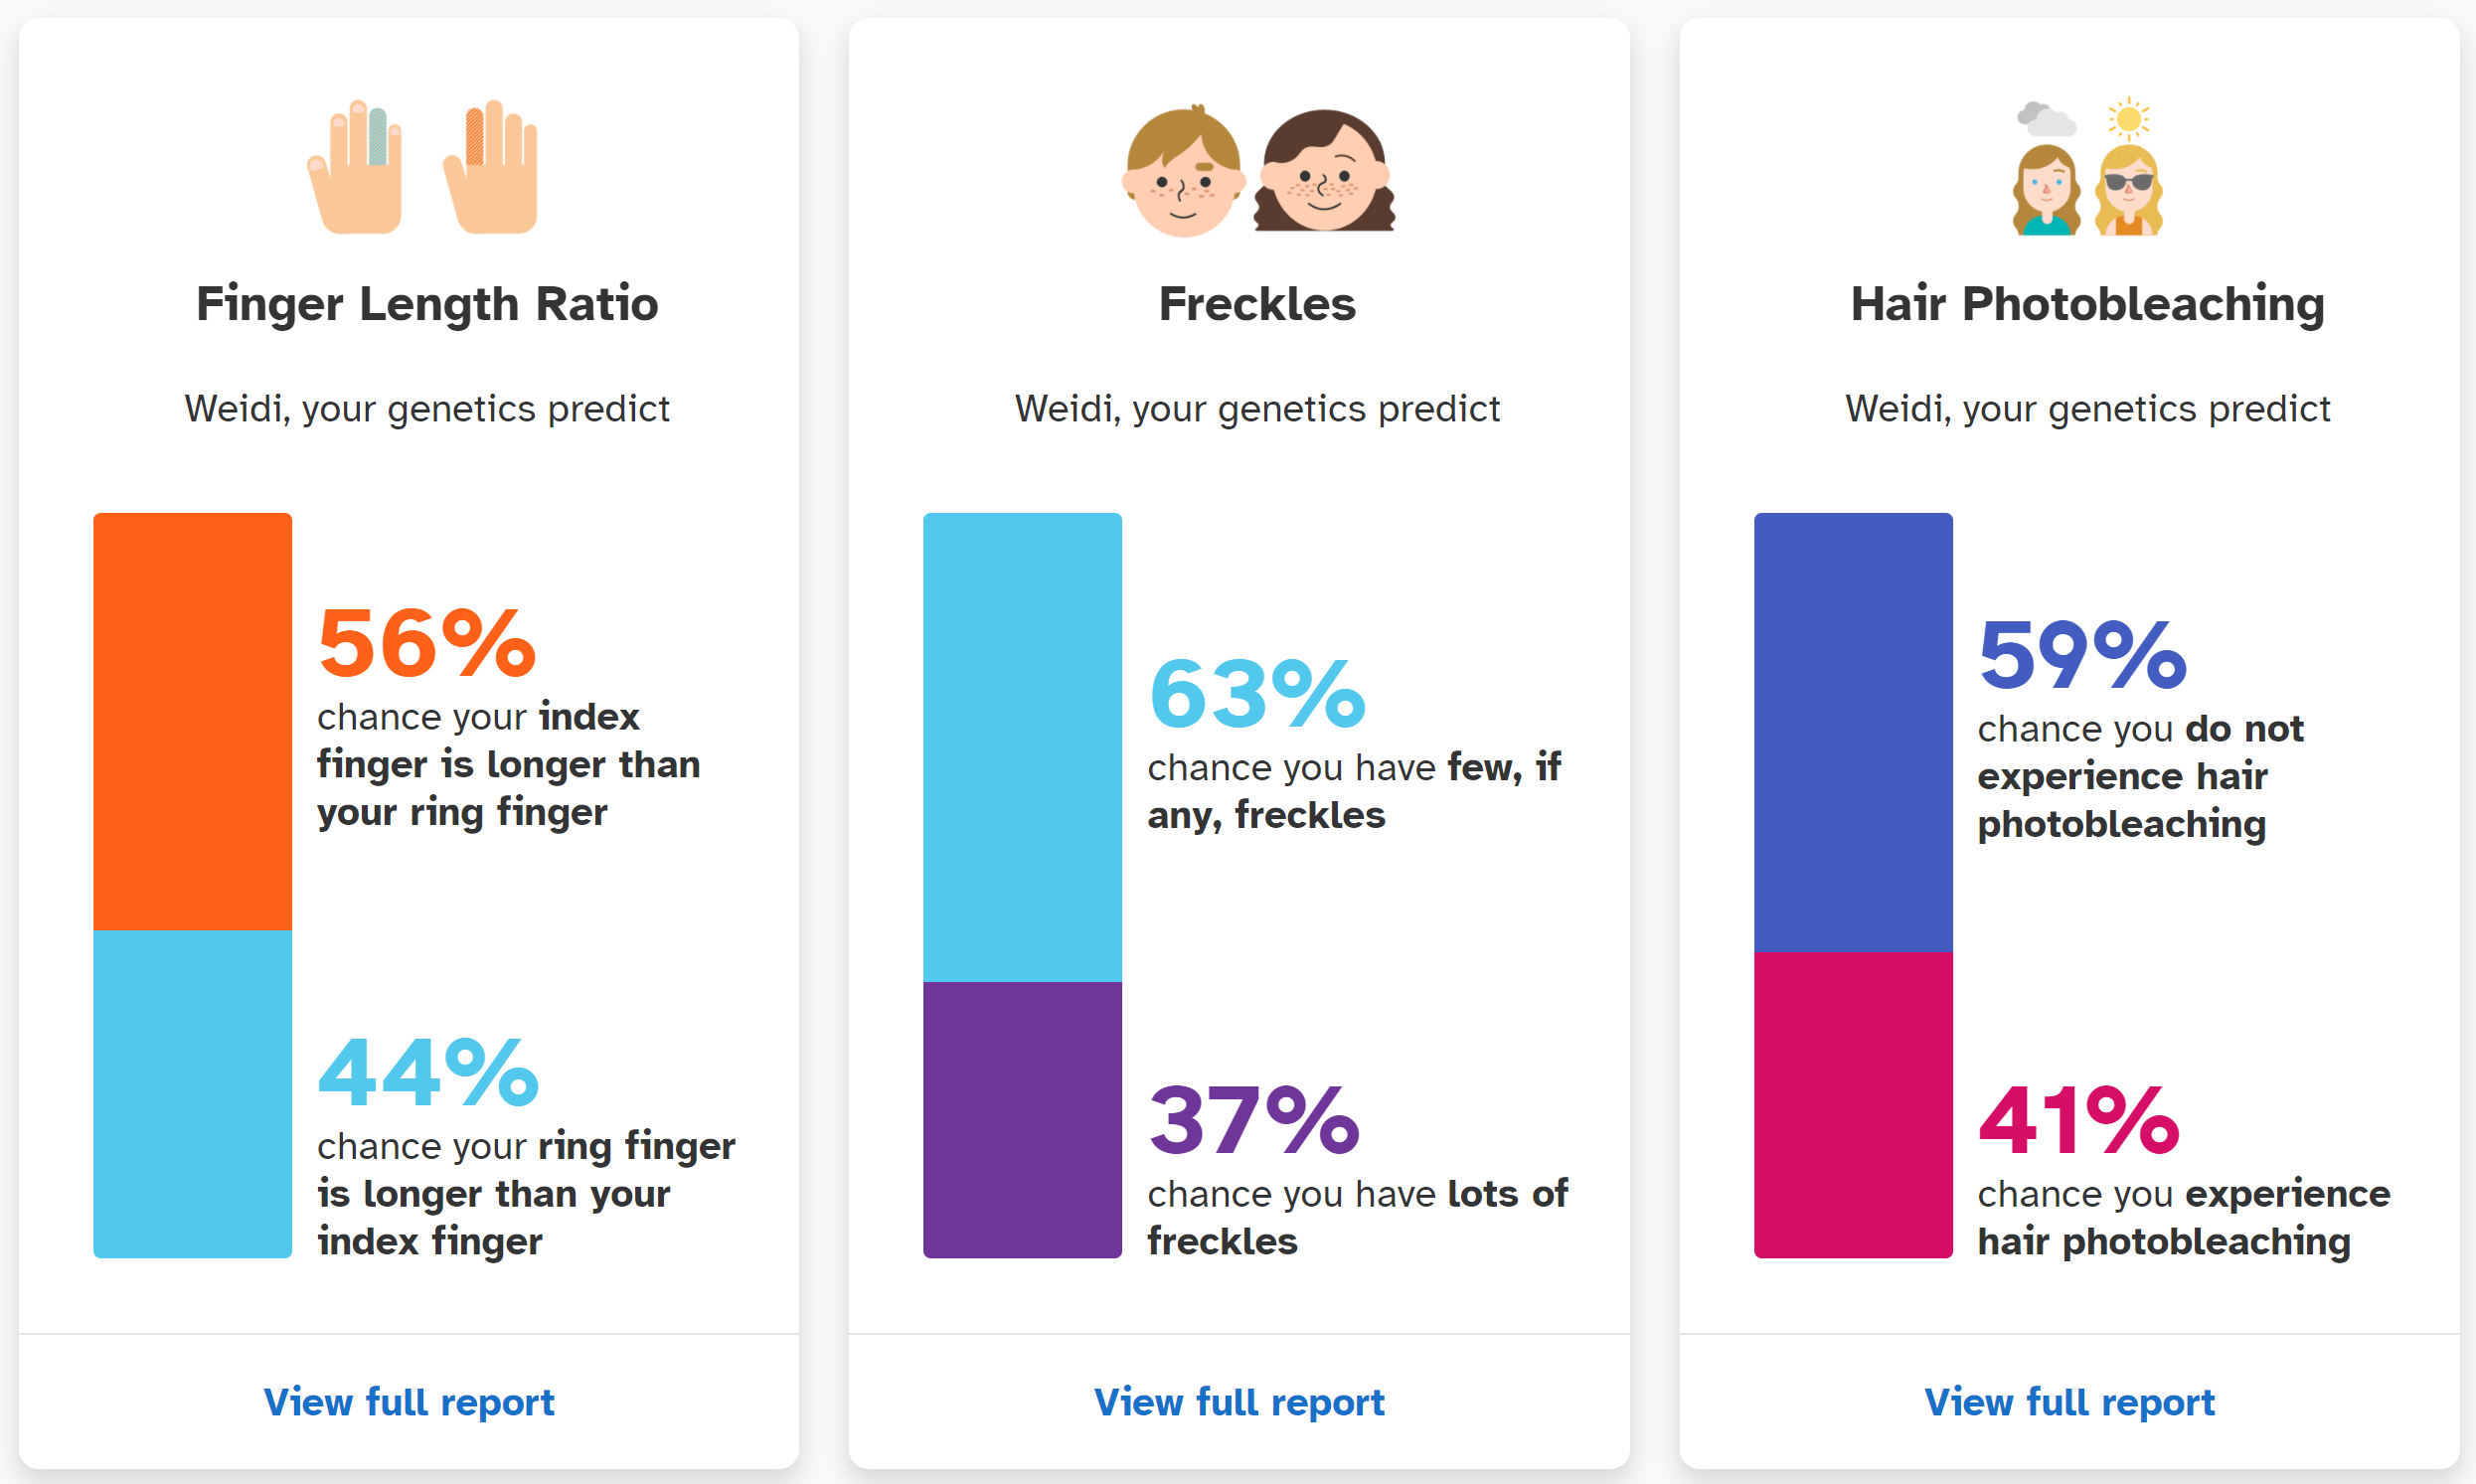 Finger Length Ratio
Weidi, your genetics predict
56%
chance your index
finger is longer than
your ring finger
44%
chance your ring finger
is longer than your
index finger
View full report
Freckles
Weidi, your genetics predict
63%
chance you have few, if
any, freckles
37%
chance you have lots of
freckles
View full report
Hair Photobleaching
Weidi, your genetics predict
59%
chance you do not
experience hair
photobleaching
41%
chance you experience
hair photobleaching
View full report